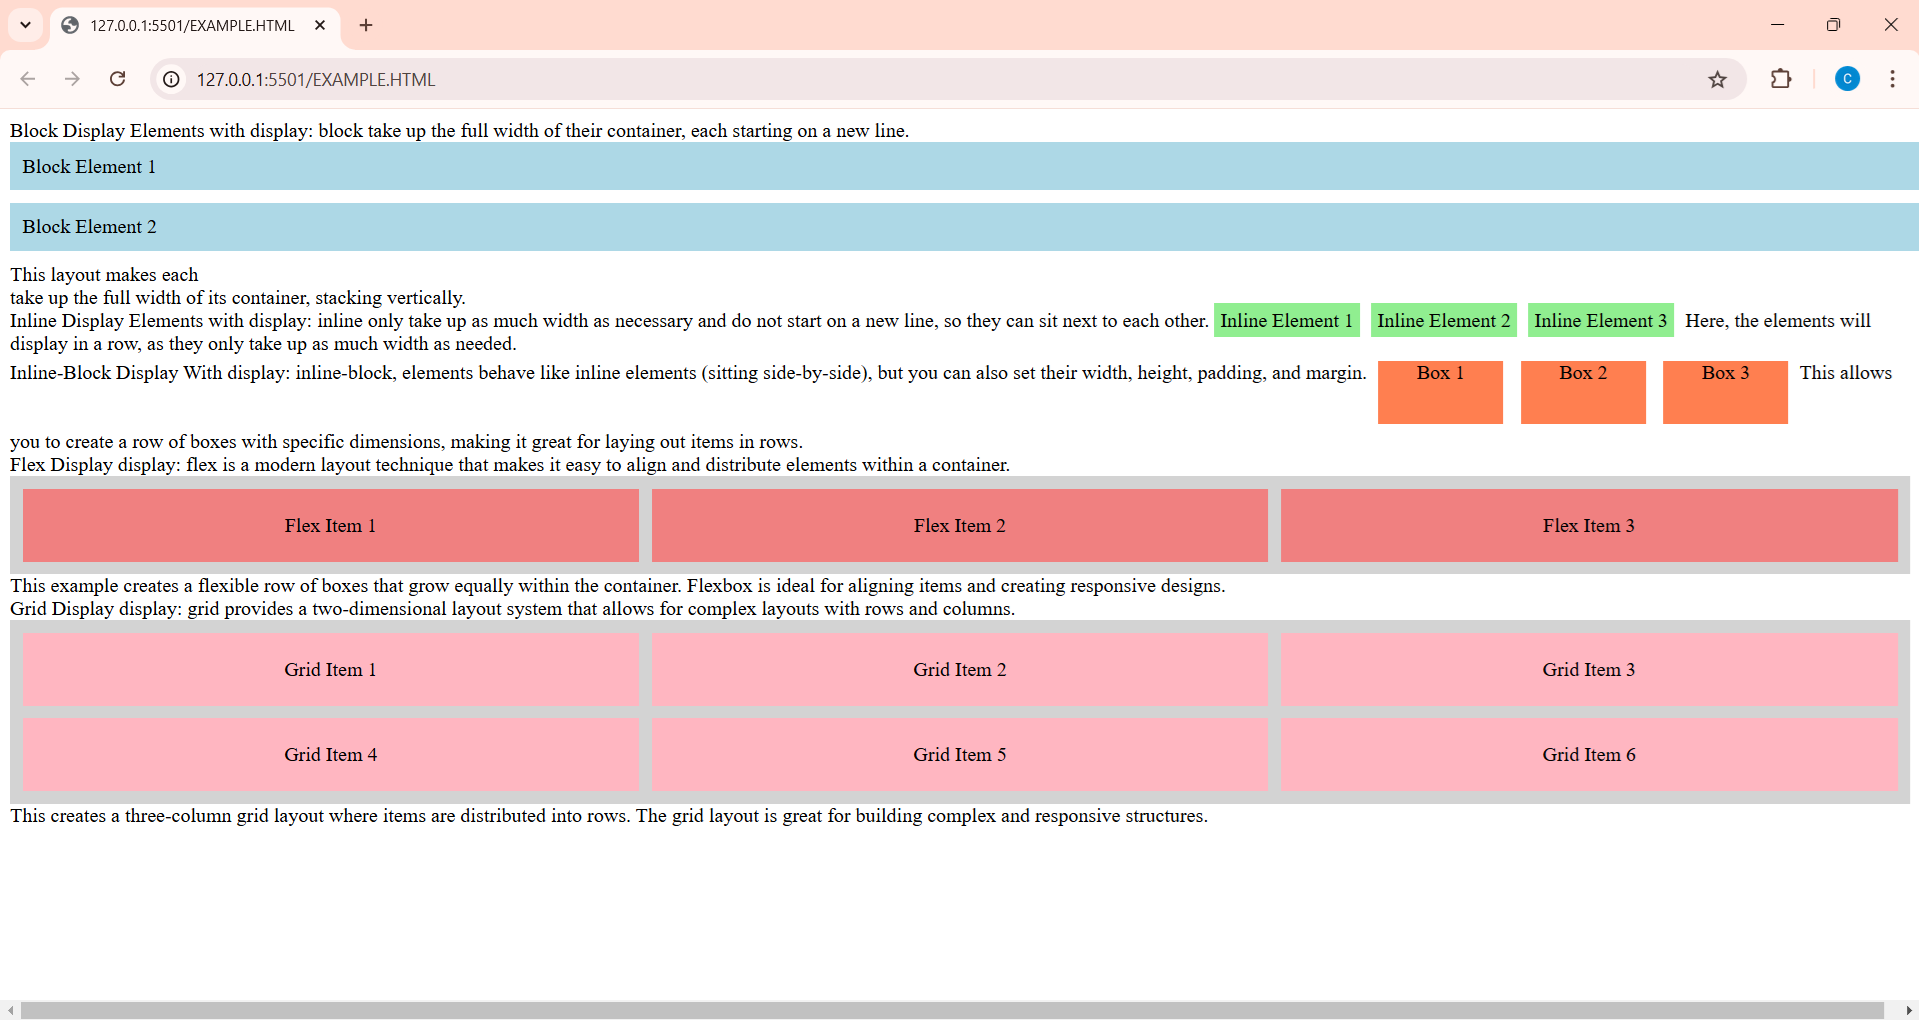 127.0.0.1:5501/EXAMPLE.HTML
127.0.0.1:5501/EXAMPLE.HTML
C
Block Display Elements with display: block take up the full width of their container, each starting on a new line.
Block Element 1
Block Element 2
This layout makes each
take up the full width of its container, stacking vertically.
Inline Display Elements with display: inline only take up as much width as necessary and do not start on a new line, so they can sit next to each other. Inline Element 1 Inline Element 2 Inline Element 3 Here, the elements will
display in a row, as they only take up as much width as needed.
Inline-Block Display With display: inline-block, elements behave like inline elements (sitting side-by-side), but you can also set their width, height, padding, and margin. Box 1 Box 2 Box 3 This allows
you to create a row of boxes with specific dimensions, making it great for laying out items in rows.
Flex Display display: flex is a modern layout technique that makes it easy to align and distribute elements within a container.
Flex Item 1 Flex Item 2 Flex Item 3
This example creates a flexible row of boxes that grow equally within the container. Flexbox is ideal for aligning items and creating responsive designs.
Grid Display display: grid provides a two-dimensional layout system that allows for complex layouts with rows and columns.
Grid Item 1 Grid Item 2 Grid Item 3
Grid Item 4 Grid Item 5 Grid Item 6
This creates a three-column grid layout where items are distributed into rows. The grid layout is great for building complex and responsive structures.